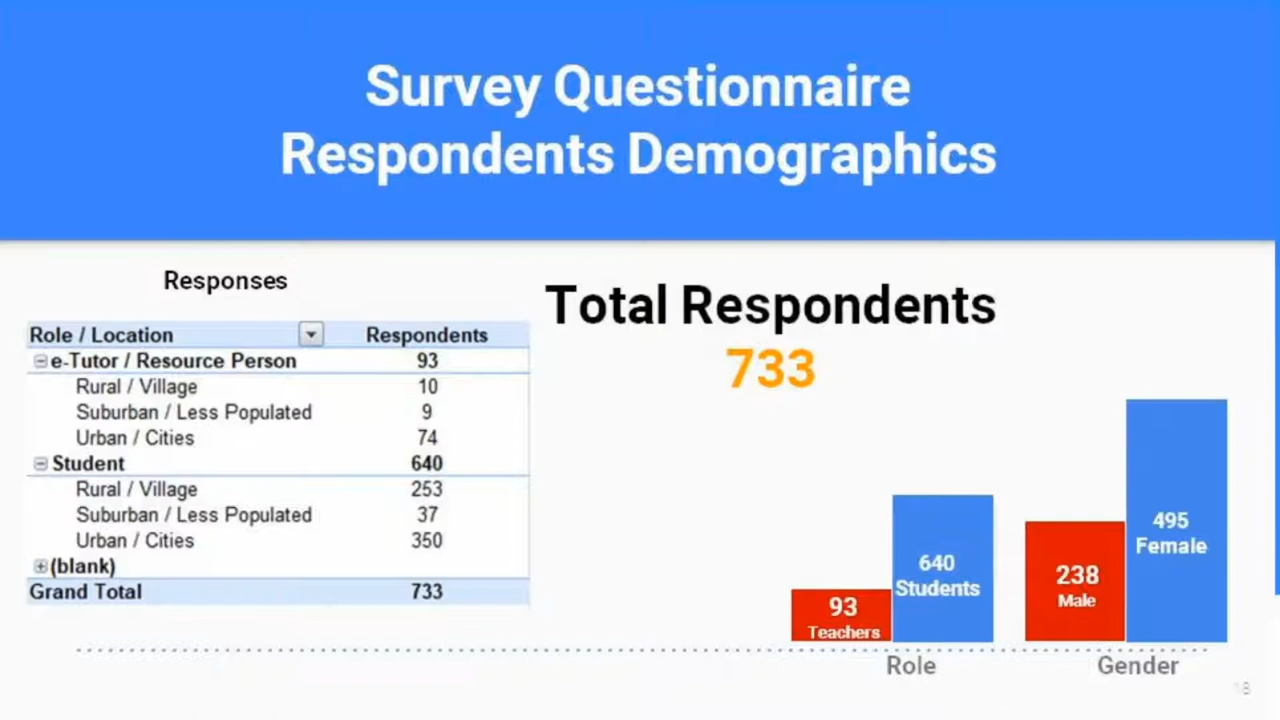 Survey Questionnaire
Respondents Demographics
Responses
Role / Location Respondents
e-Tutor / Resource Person 93
Rural / Village 10
Suburban / Less Populated 9
Urban / Cities 74
Student 640
Rural / Village 253
Suburban / Less Populated 37
Urban / Cities 350
(blank)
Grand Total 733
Total Respondents
733
93
Teachers
640
Students
238
Male
495
Female
Role
Gender
18